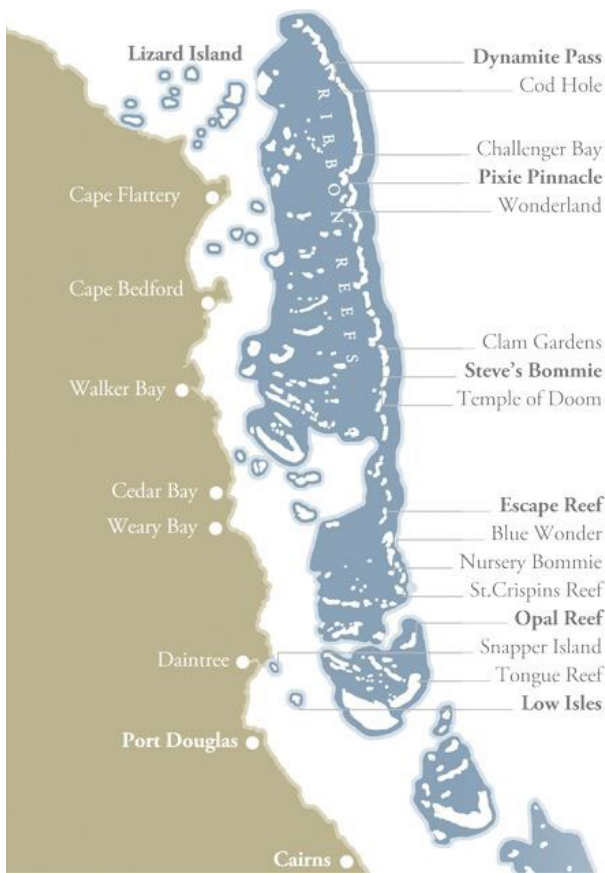 Lizard Island
Dynamite Pass
Cod Hole
RIBBON REEFS
Challenger Bay
Pixie Pinnacle
Cape Flattery
Wonderland
Cape Bedford
Clam Gardens
Steve's Bommie
Walker Bay
Temple of Doom
Cedar Bay
Escape Reef
Weary Bay
Blue Wonder
Nursery Bommie
St.Crispins Reef
Opal Reef
Snapper Island
Daintree
Tongue Reef
Low Isles
Port Douglas
Cairns